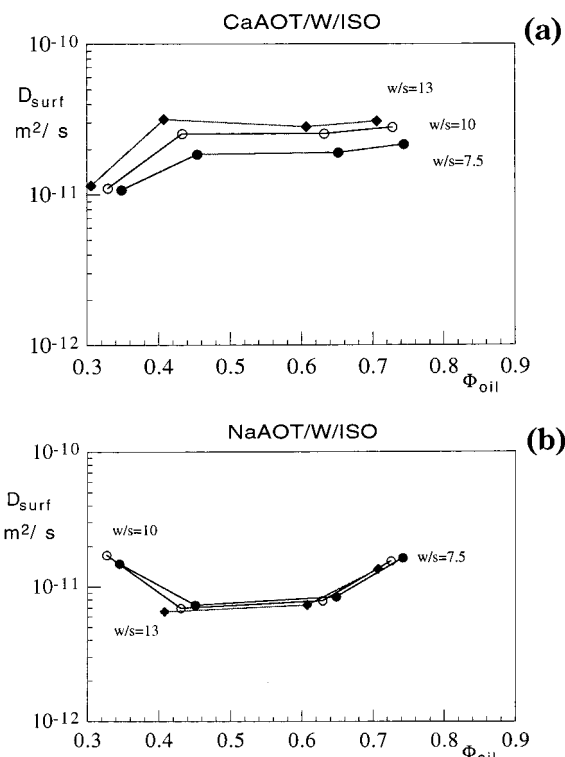 CaAOT/W/ISO
(a)
10-10
Dsurf
m2/ s
w/s=13
w/s=10
w/s=7.5
10-11
10-12
0.3 0.4 0.5 0.6 0.7 0.8 0.9
Φoil
NaAOT/W/ISO
(b)
10-10
Dsurf
m2/ s
w/s=10
w/s=7.5
10-11
w/s=13
10-12
0.3 0.4 0.5 0.6 0.7 0.8 0.9
Φoil